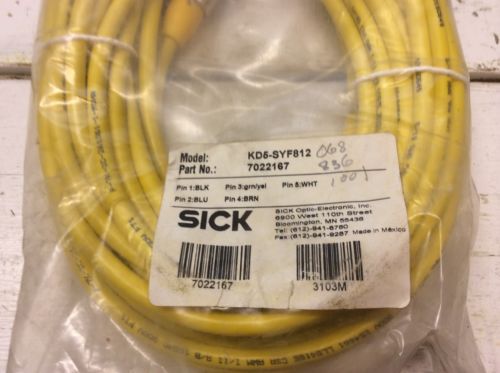 Model: KD5-SYF812
Part No.: 7022167
068
836
1001
Pin 1:BLK Pin 3:grn/yel Pin 5:WHT
Pin 2:BLU Pin 4:BRN
SICK
SICK Optic-Electronic, Inc.
6900 West 110th Street
Bloomington, MN 55438
Tel: (612)-941-6780
Fax:(612)-941-9287 Made in México
7022167
3103M